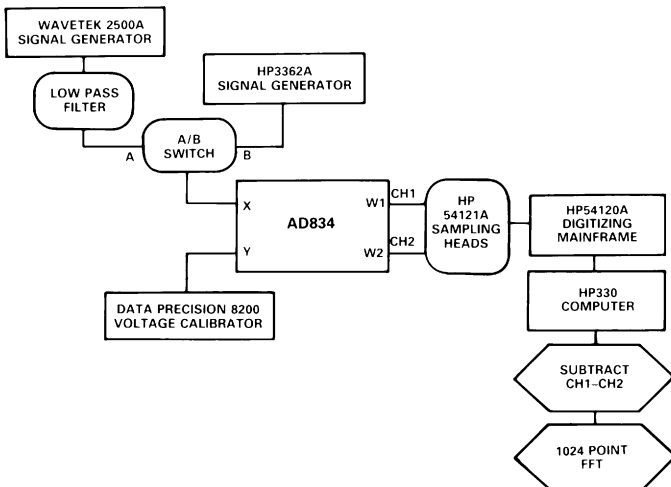 WAVETEK 2500A
SIGNAL GENERATOR
LOW PASS
FILTER
HP3362A
SIGNAL GENERATOR
A
A/B
SWITCH
B
X
Y
AD834
W1
W2
CH1
CH2
HP
54121A
SAMPLING
HEADS
HP54120A
DIGITIZING
MAINFRAME
DATA PRECISION 8200
VOLTAGE CALIBRATOR
HP330
COMPUTER
SUBTRACT
CH1–CH2
1024 POINT
FFT